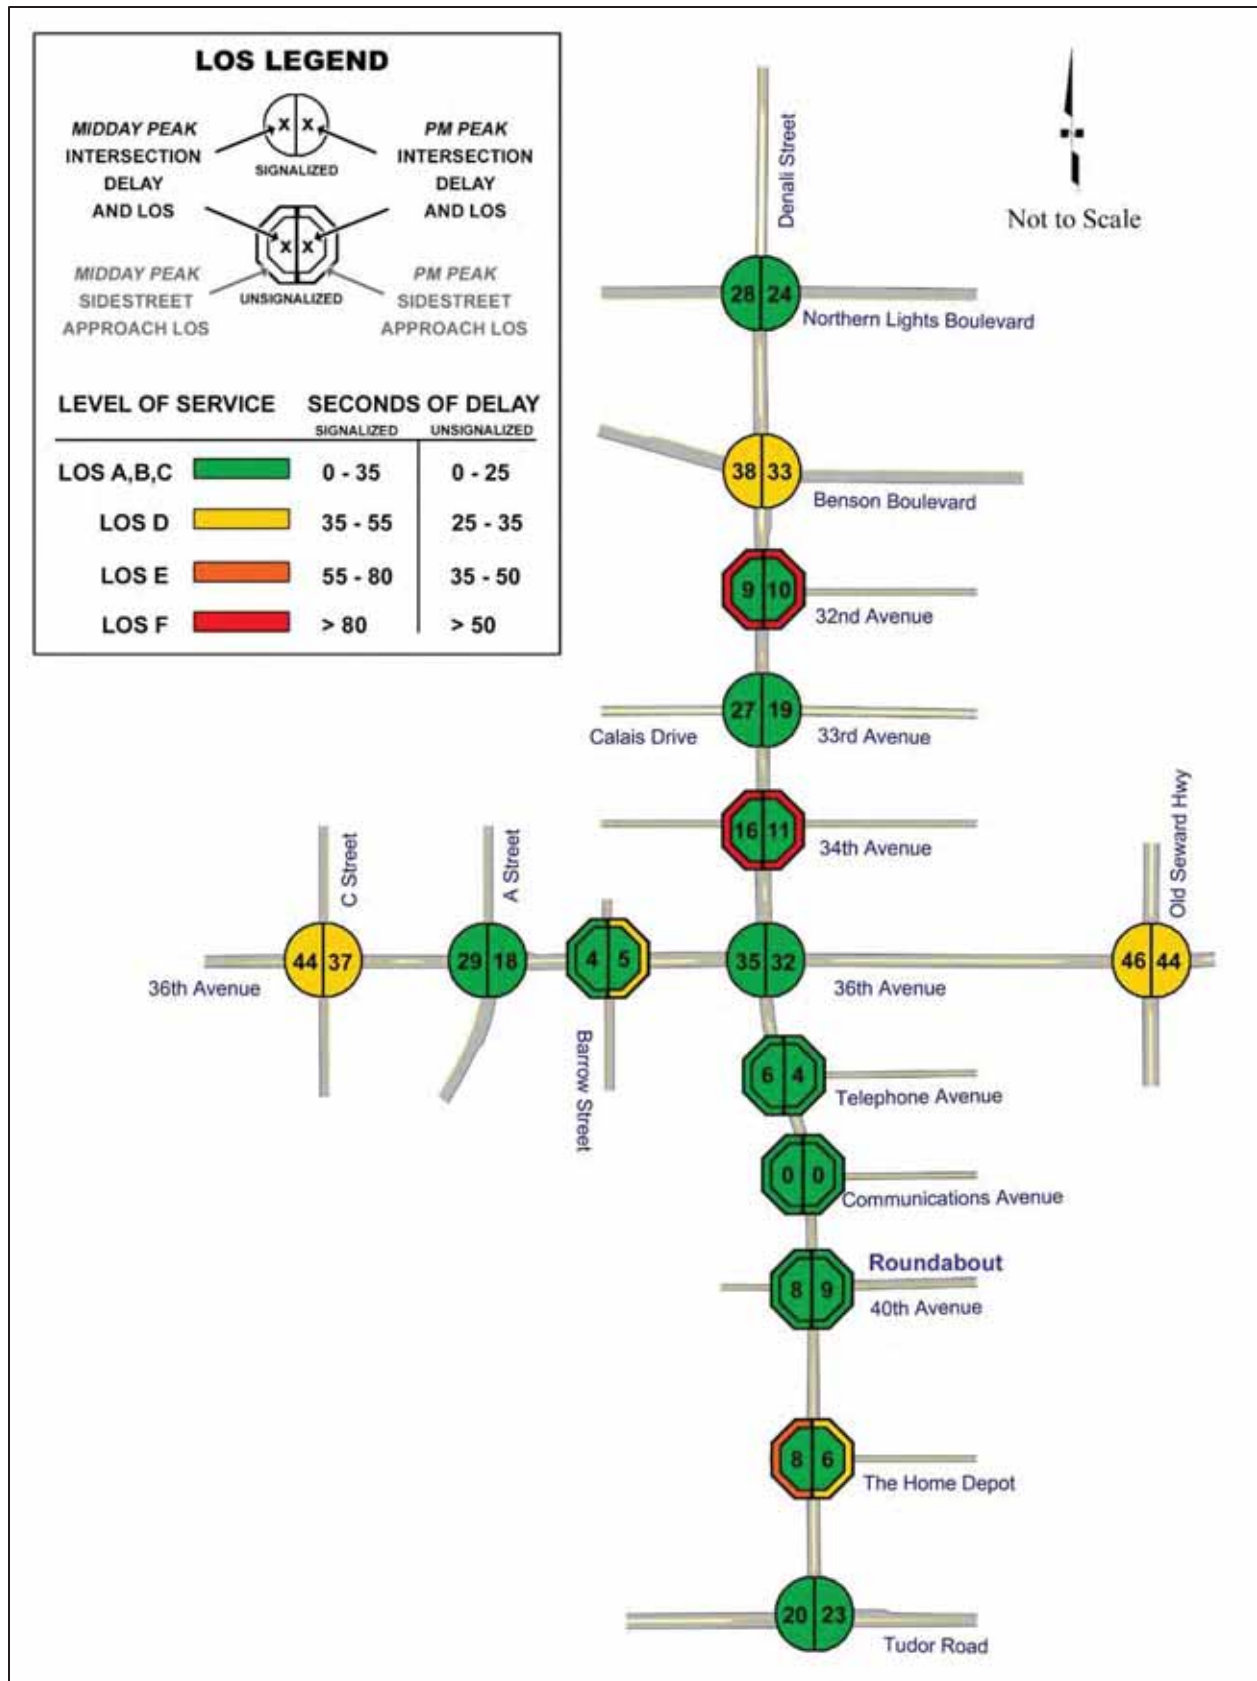 LOS LEGEND
MIDDAY PEAK
INTERSECTION
DELAY
AND LOS
X X
SIGNALIZED
PM PEAK
INTERSECTION
DELAY
AND LOS
X X
UNSIGNALIZED
MIDDAY PEAK
SIDESTREET
APPROACH LOS
PM PEAK
SIDESTREET
APPROACH LOS
LEVEL OF SERVICE SECONDS OF DELAY
SIGNALIZED UNSIGNALIZED
LOS A,B,C 0 - 35 0 - 25
LOS D 35 - 55 25 - 35
LOS E 55 - 80 35 - 50
LOS F > 80 > 50
Not to Scale
Denali Street
28 24
Northern Lights Boulevard
38 33
Benson Boulevard
9 10
32nd Avenue
27 19
Calais Drive
33rd Avenue
16 11
34th Avenue
C Street
A Street
Old Seward Hwy
44 37
29 18
4 5
35 32
46 44
36th Avenue
36th Avenue
Barrow Street
6 4
Telephone Avenue
0 0
Communications Avenue
Roundabout
8 9
40th Avenue
8 6
The Home Depot
20 23
Tudor Road